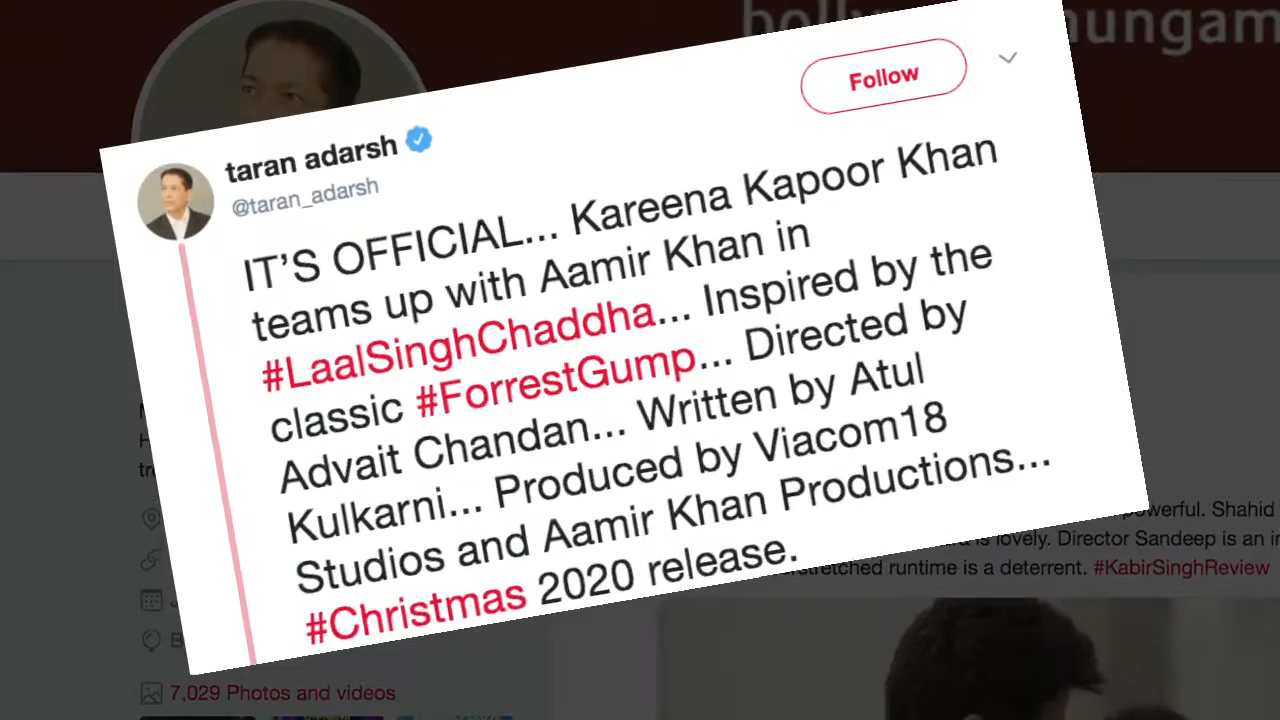 bolly
hungam
Follow
taran adarsh
@taran_adarsh
IT'S OFFICIAL... Kareena Kapoor Khan
teams up with Aamir Khan in
#LaalSinghChaddha... Inspired by the
classic #ForrestGump... Directed by
Advait Chandan... Written by Atul
Kulkarni... Produced by Viacom18
Studios and Aamir Khan Productions...
#Christmas 2020 release.
powerful. Shahid
is lovely. Director Sandeep is an
runtime is a deterrent. #KabirSinghReview
7,029 Photos and videos